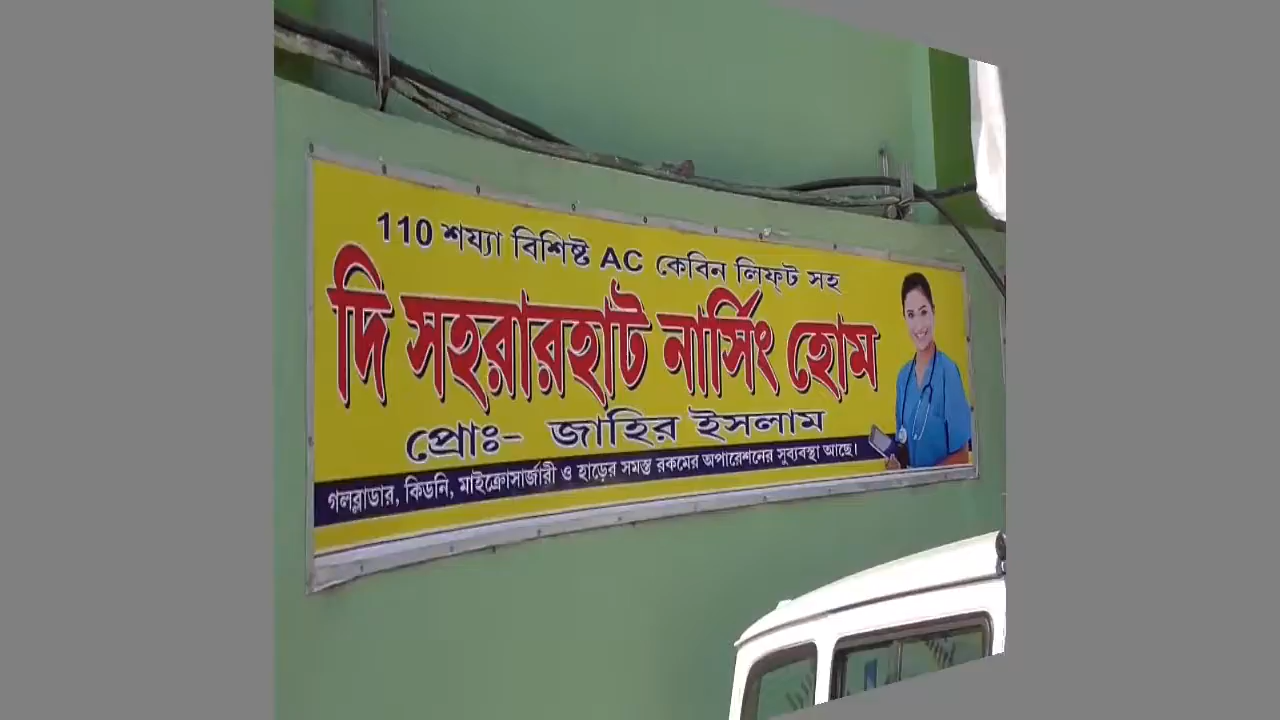 110 শয্যা বিশিষ্ট AC কেবিন লিফ্ট সহ
দি সহরারহাট নার্সিং হোম
প্রোঃ- জাহির ইসলাম
গলব্লাডার, কিডনি, মাইক্রোসার্জারী ও হাড়ের সমস্ত রকমের অপারেশনের সুব্যবস্থা আছে।